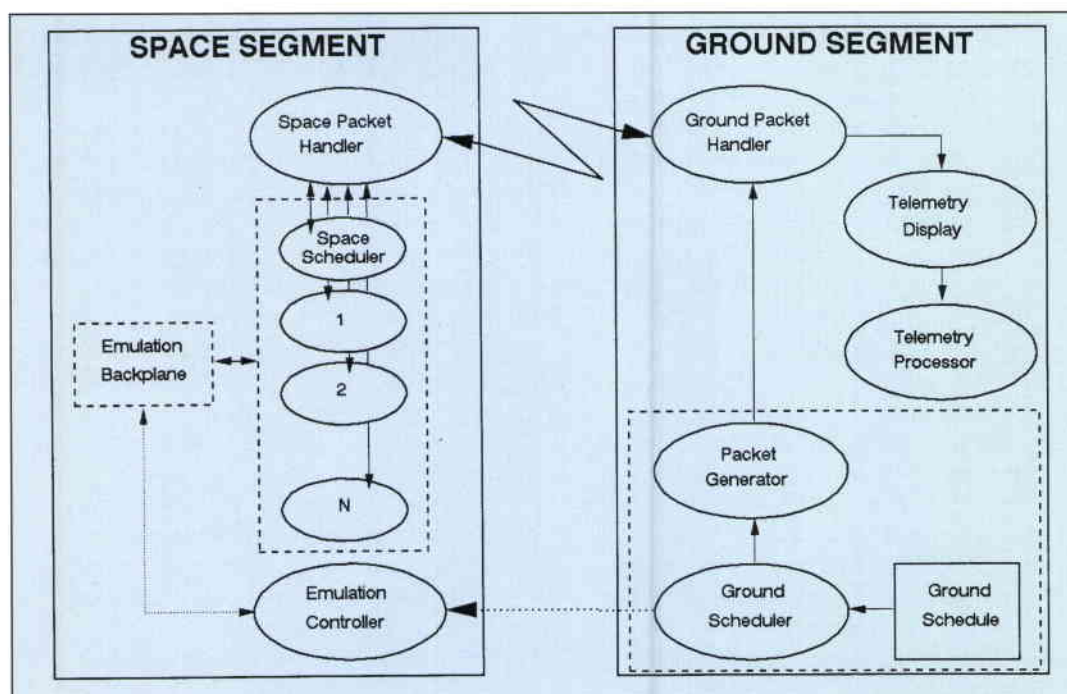 SPACE SEGMENT
Space Packet
Handler
Space
Scheduler
1
2
N
Emulation
Backplane
Emulation
Controller
GROUND SEGMENT
Ground Packet
Handler
Telemetry
Display
Telemetry
Processor
Packet
Generator
Ground
Scheduler
Ground
Schedule